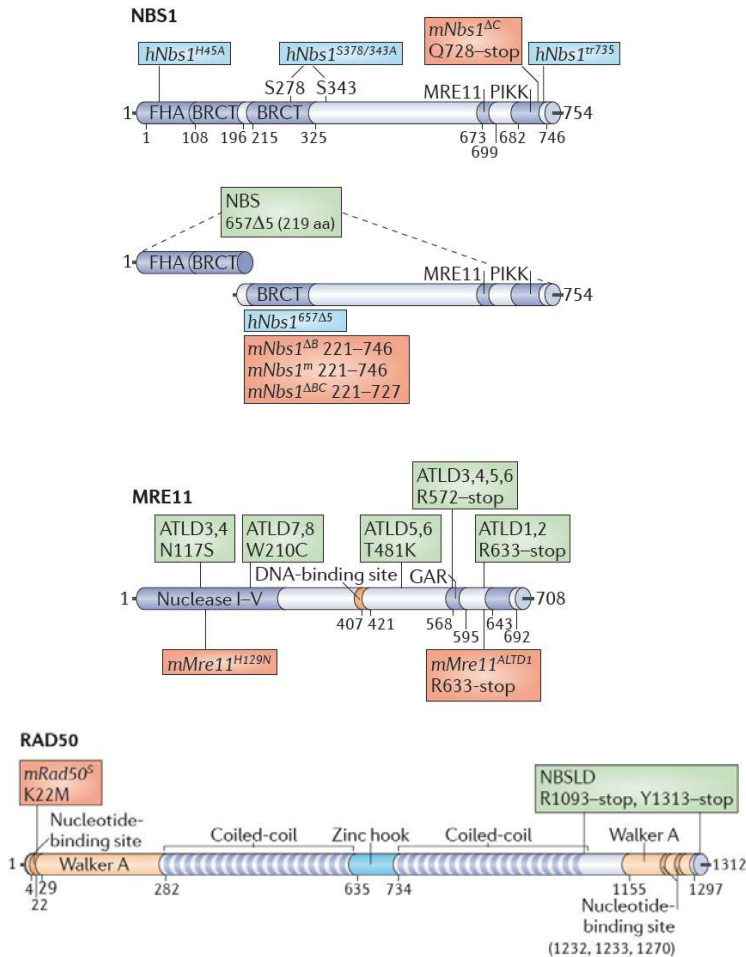 NBS1
mNbs1ΔC
Q728–stop
hNbs1H45A
hNbs1S378/343A
hNbs1tr735
S278 S343
MRE11 PIKK
1 FHA BRCT BRCT 754
1 108 196 215 325 673 699 682 746
NBS
657Δ5 (219 aa)
1 FHA BRCT
MRE11 PIKK
BRCT 754
hNbs1657Δ5
mNbs1ΔB 221–746
mNbs1m 221–746
mNbs1ΔBC 221–727
MRE11
ATLD3,4,5,6
R572–stop
ATLD3,4
N117S
ATLD7,8
W210C
ATLD5,6
T481K
ATLD1,2
R633–stop
DNA-binding site GAR
1 Nuclease I–V 708
407 421 568 595 643 692
mMre11H129N
mMre11ALTD1
R633-stop
RAD50
mRad50S
K22M
NBSLD
R1093–stop, Y1313–stop
Nucleotide-
binding site
Coiled-coil Zinc hook Coiled-coil Walker A
1 Walker A 1312
4 29 282 635 734 1155 1297
22
Nucleotide-
binding site
(1232, 1233, 1270)